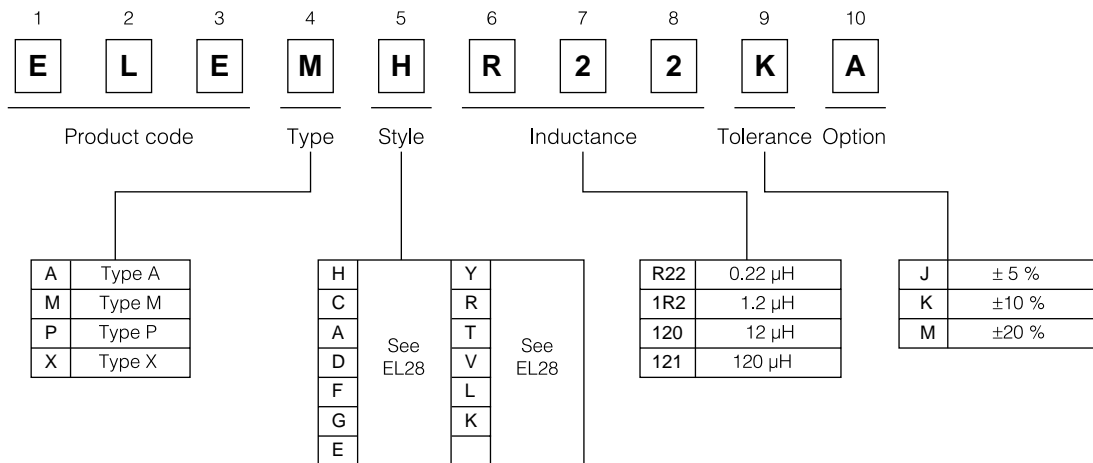 1 2 3 4 5 6 7 8 9 10
E L E M H R 2 2 K A
Product code Type Style Inductance Tolerance Option
A Type A
M Type M
P Type P
X Type X
H
C
A
D
F
G
E
See
EL28
Y
R
T
V
L
K
See
EL28
R22 0.22 µH
1R2 1.2 µH
120 12 µH
121 120 µH
J ± 5 %
K ±10 %
M ±20 %